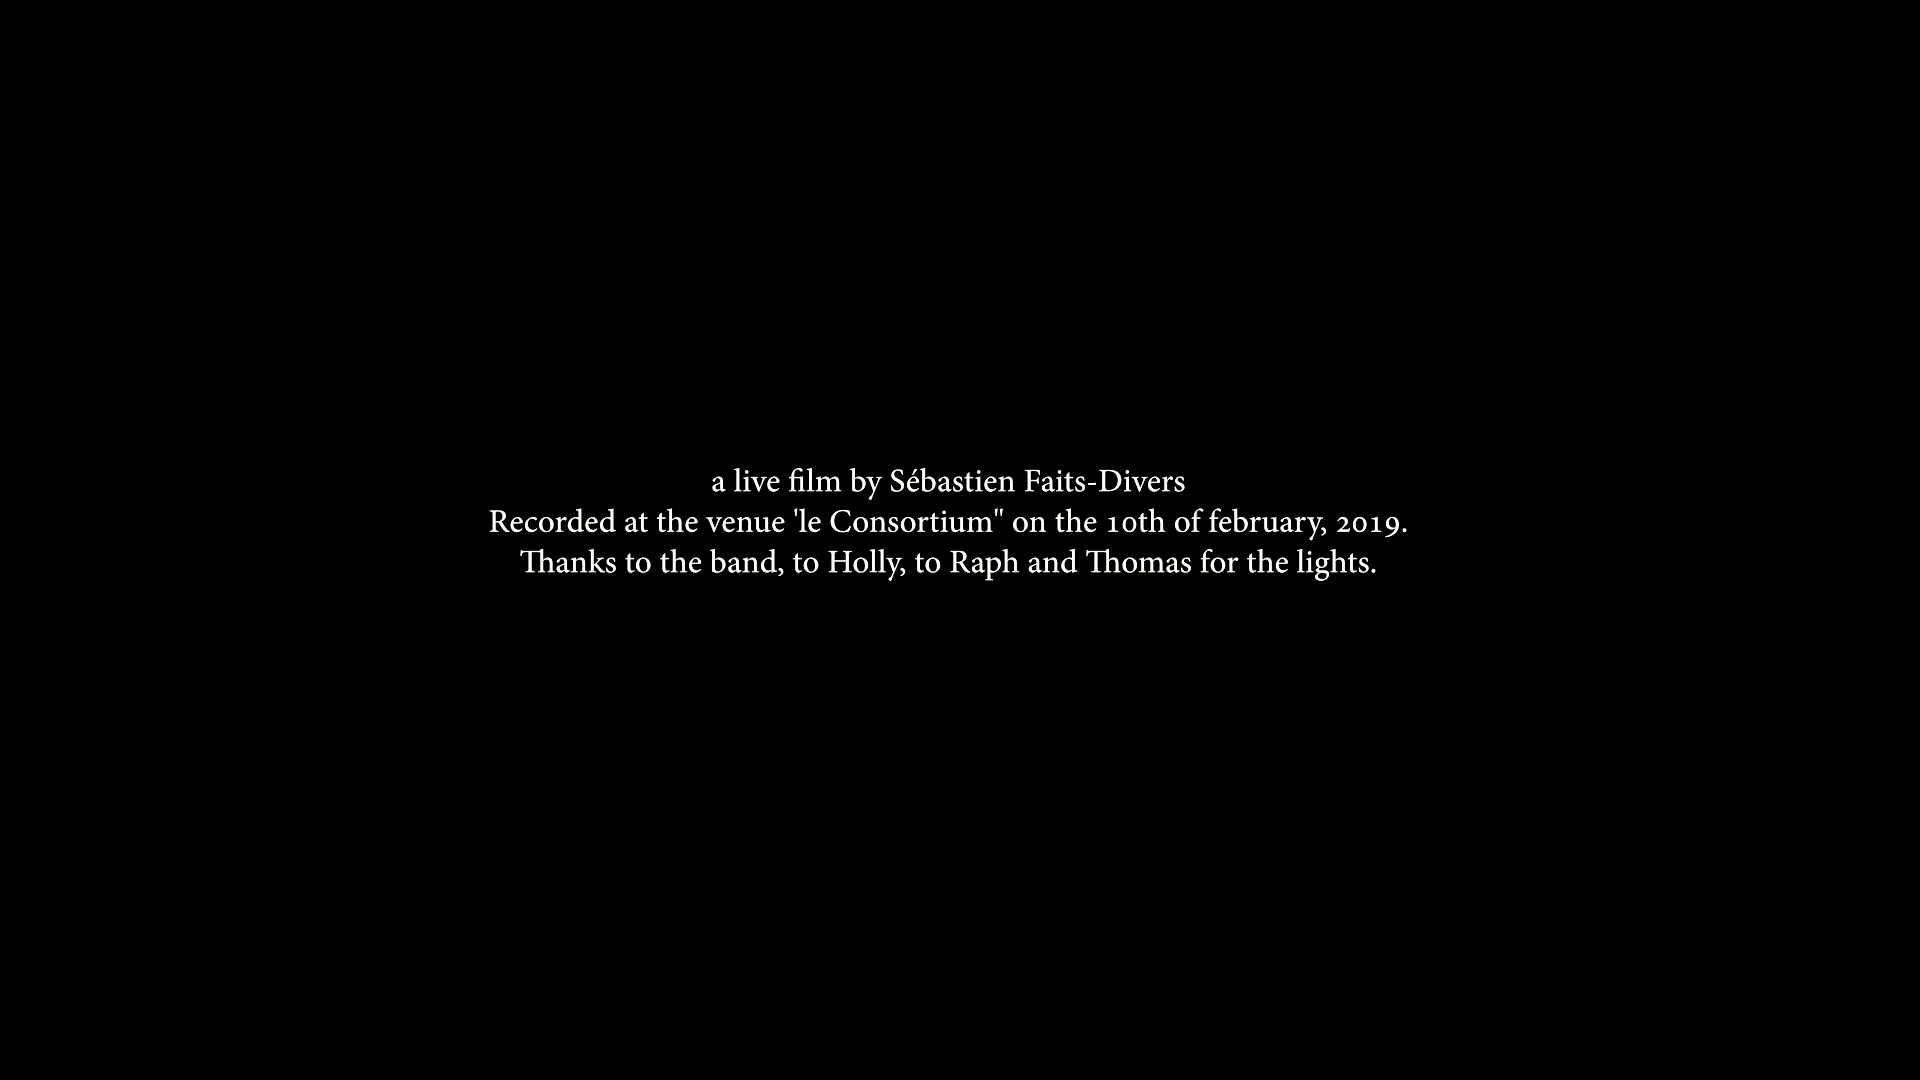 a live film by Sébastien Faits-Divers
Recorded at the venue 'le Consortium" on the 10th of february, 2019.
Thanks to the band, to Holly, to Raph and Thomas for the lights.